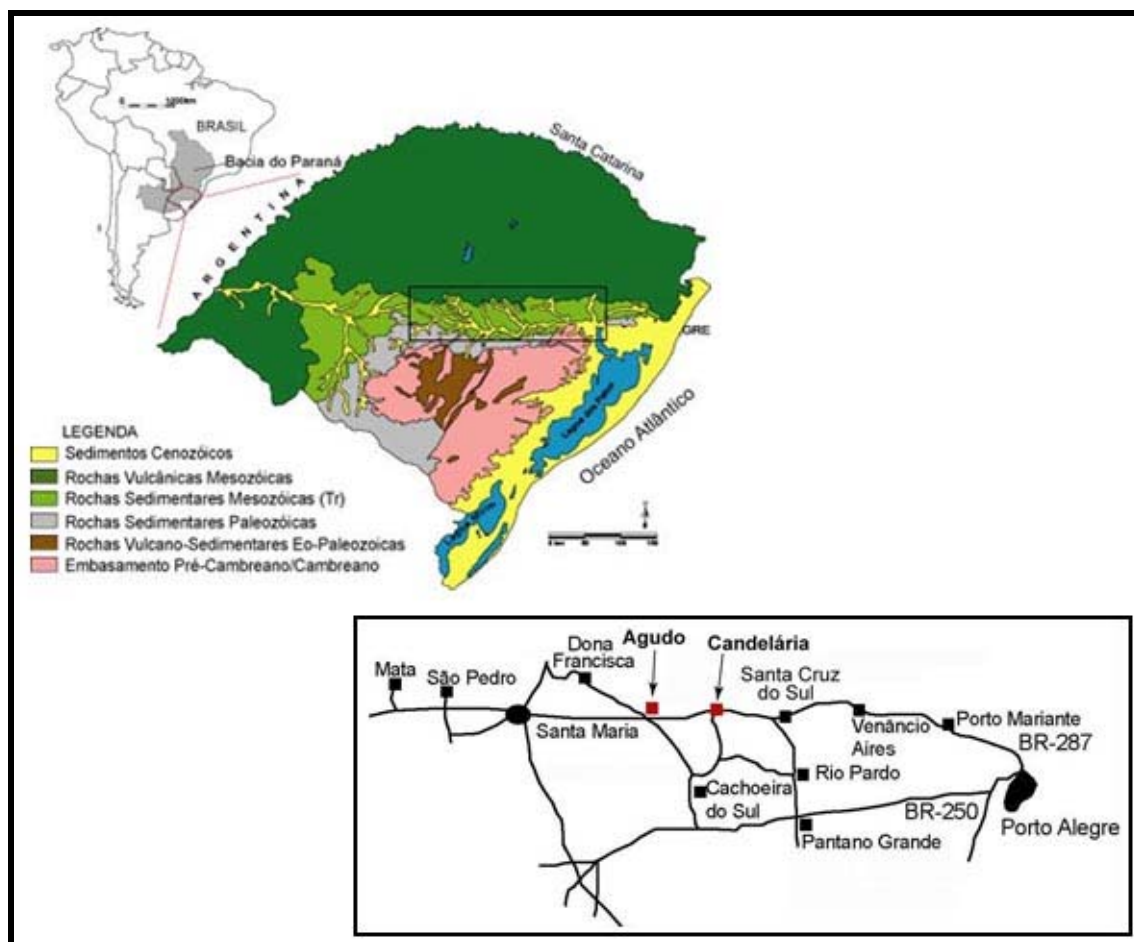 0 1000km
BRASIL
Bacia do Paraná
ARGENTINA
Santa Catarina
GRE
Oceano Atlântico
LEGENDA
Sedimentos Cenozóicos
Rochas Vulcânicas Mesozóicas
Rochas Sedimentares Mesozóicas (Tr)
Rochas Sedimentares Paleozóicas
Rochas Vulcano-Sedimentares Eo-Paleozoicas
Embasamento Pré-Cambreano/Cambreano
Mata
São Pedro
Dona
Francisca
Agudo
Candelária
Santa Cruz
do Sul
Santa Maria
Venâncio
Aires
Porto Mariante
BR-287
Cachoeira
do Sul
Rio Pardo
BR-250
Pantano Grande
Porto Alegre